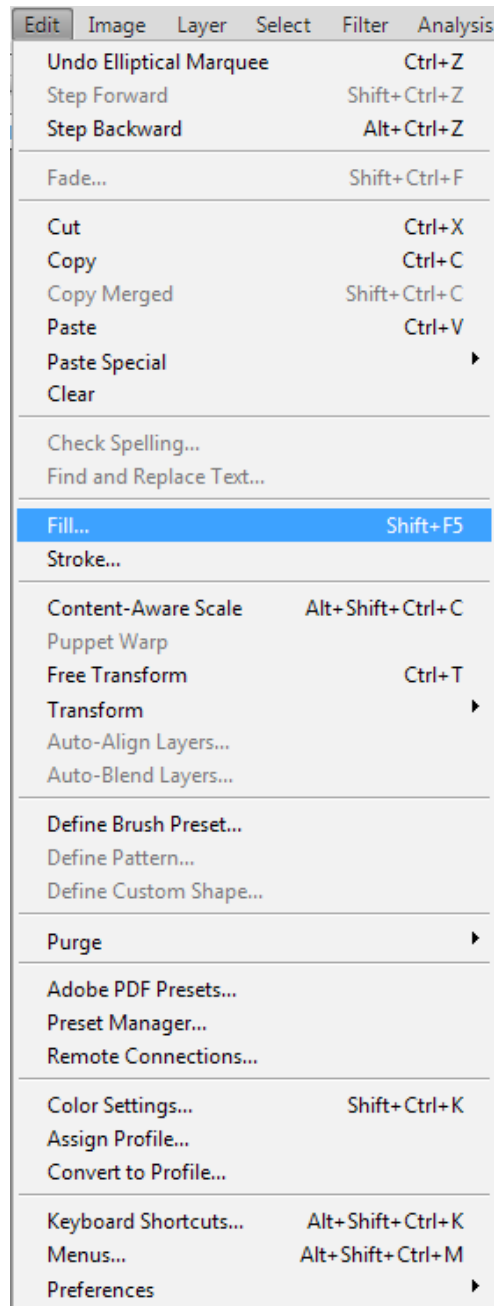 Edit Image Layer Select Filter Analysis
Undo Elliptical Marquee Ctrl+Z
Step Forward Shift+Ctrl+Z
Step Backward Alt+Ctrl+Z
Fade... Shift+Ctrl+F
Cut Ctrl+X
Copy Ctrl+C
Copy Merged Shift+Ctrl+C
Paste Ctrl+V
Paste Special
Clear
Check Spelling...
Find and Replace Text...
Fill... Shift+F5
Stroke...
Content-Aware Scale Alt+Shift+Ctrl+C
Puppet Warp
Free Transform Ctrl+T
Transform
Auto-Align Layers...
Auto-Blend Layers...
Define Brush Preset...
Define Pattern...
Define Custom Shape...
Purge
Adobe PDF Presets...
Preset Manager...
Remote Connections...
Color Settings... Shift+Ctrl+K
Assign Profile...
Convert to Profile...
Keyboard Shortcuts... Alt+Shift+Ctrl+K
Menus... Alt+Shift+Ctrl+M
Preferences